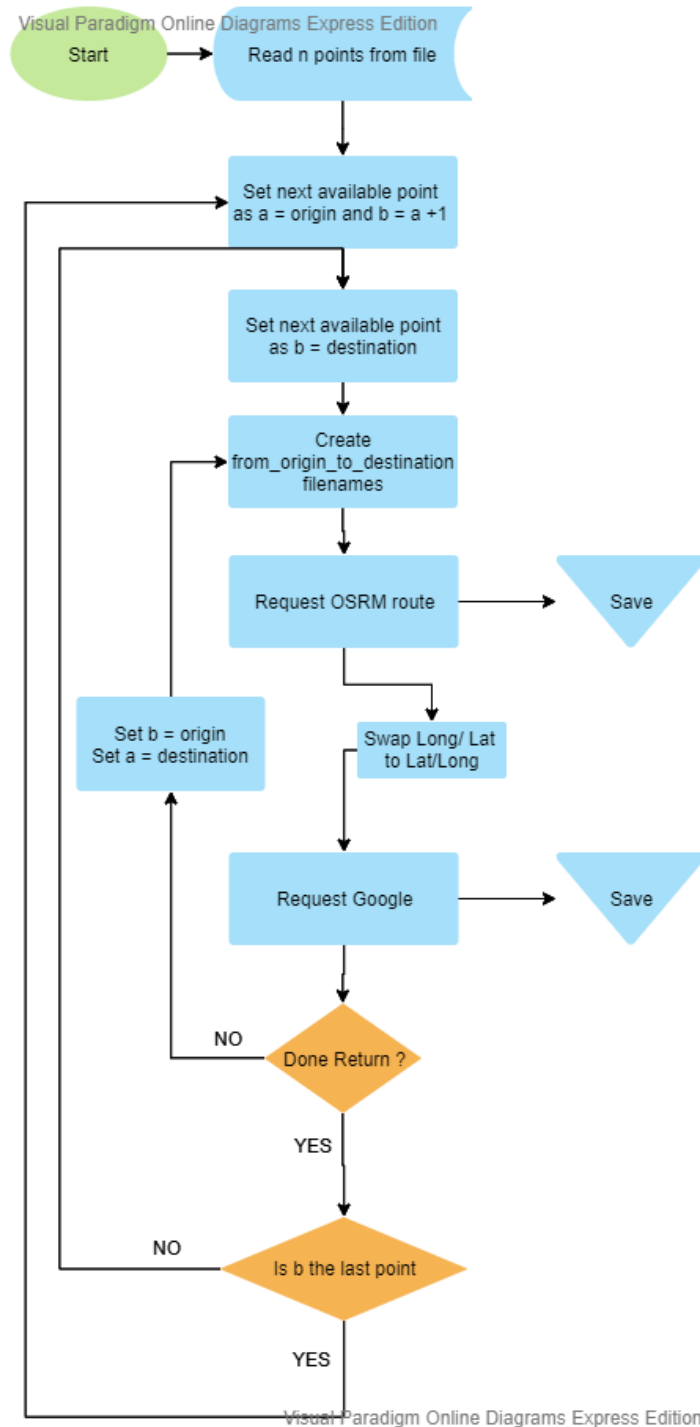 Visual Paradigm Online Diagrams Express Edition
Start
Read n points from file
Set next available point
as a = origin and b = a +1
Set next available point
as b = destination
Create
from_origin_to_destination
filenames
Request OSRM route
Save
Set b = origin
Set a = destination
Swap Long/ Lat
to Lat/Long
Request Google
Save
NO
Done Return ?
YES
NO
Is b the last point
YES
Visual Paradigm Online Diagrams Express Edition